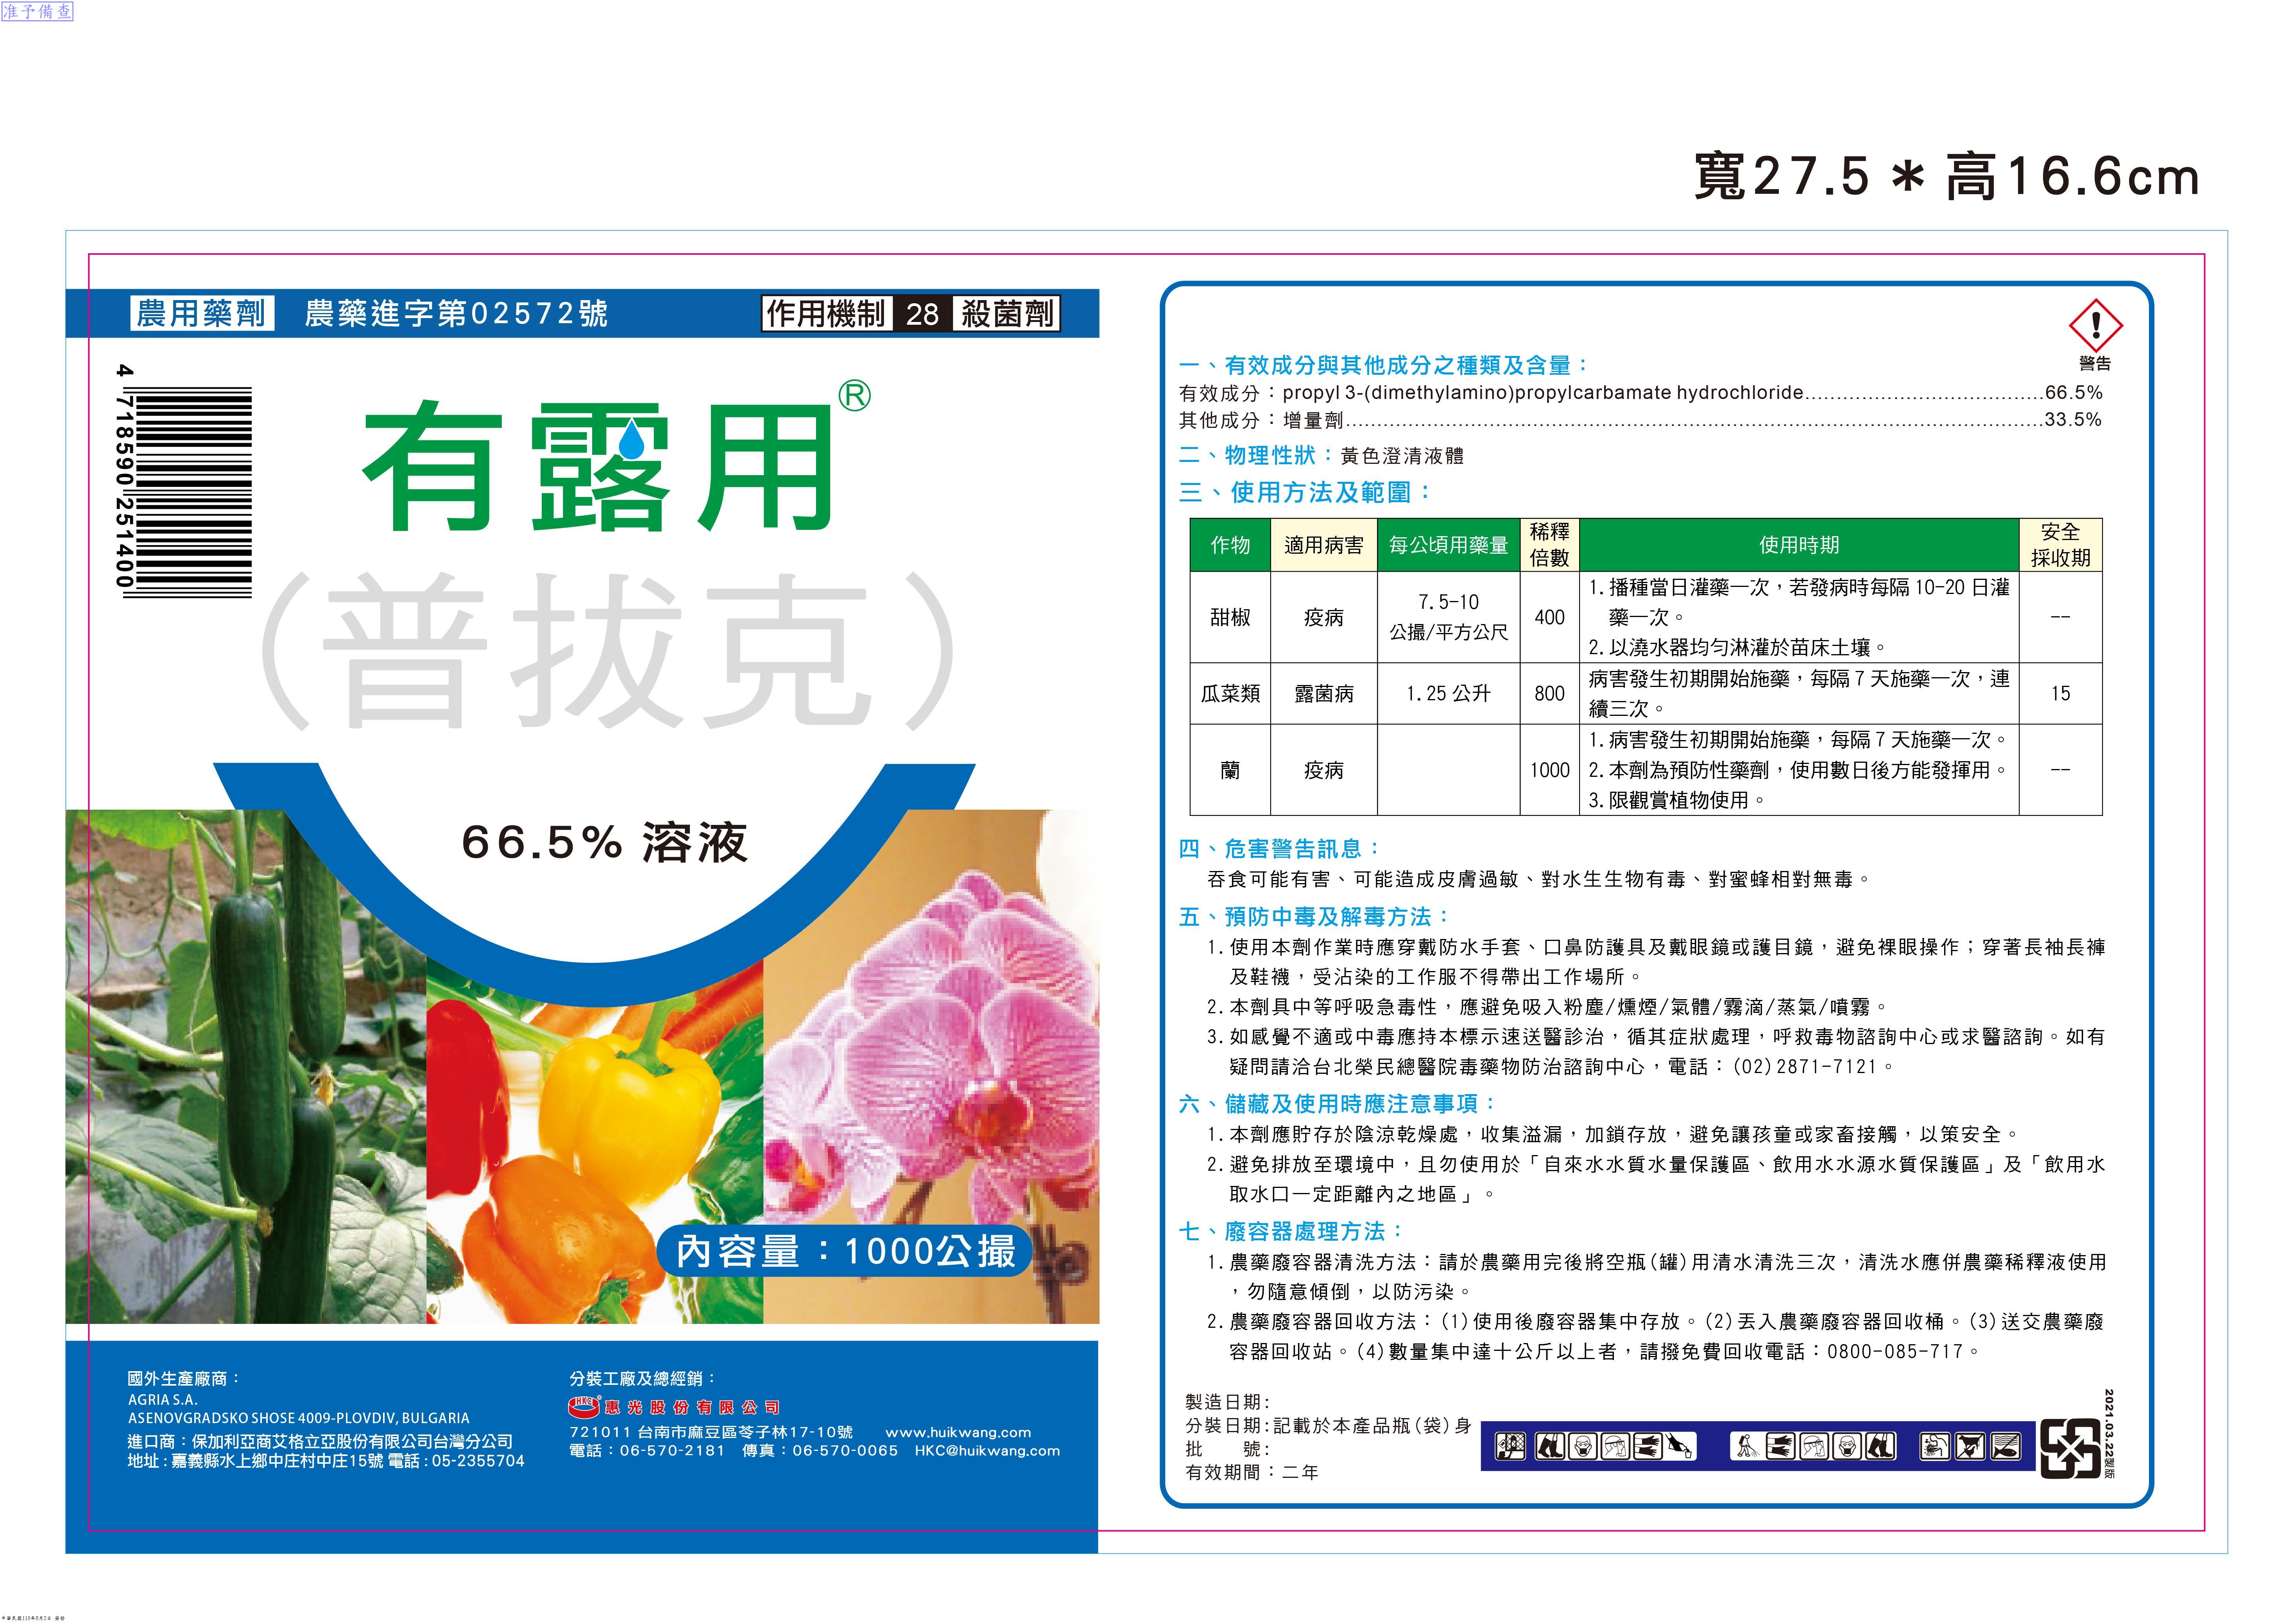 准予備查
寬27.5＊高16.6cm
農用藥劑 農藥進字第02572號
作用機制 28 殺菌劑
4 718590 251400
有露用®
（普拔克）
66.5% 溶液
內容量：1000公撮
國外生產廠商：
AGRIA S.A.
ASENOVGRADSKO SHOSE 4009-PLOVDIV, BULGARIA
進口商：保加利亞商艾格立亞股份有限公司台灣分公司
地址：嘉義縣水上鄉中庄村中庄15號 電話：05-2355704
分裝工廠及總經銷：
HKC® 惠光股份有限公司
721011 台南市麻豆區苓子林17-10號 www.huikwang.com
電話：06-570-2181 傳真：06-570-0065 HKC@huikwang.com
警告
一、有效成分與其他成分之種類及含量：
有效成分：propyl 3-(dimethylamino)propylcarbamate hydrochloride......................................66.5%
其他成分：增量劑................................................................................................................33.5%
二、物理性狀：黃色澄清液體
三、使用方法及範圍：
作物 適用病害 每公頃用藥量 稀釋倍數 使用時期 安全採收期
甜椒 疫病 7.5-10 公撮/平方公尺 400
1.播種當日灌藥一次，若發病時每隔10-20日灌
藥一次。
2.以澆水器均勻淋灌於苗床土壤。
--
瓜菜類 露菌病 1.25公升 800
病害發生初期開始施藥，每隔7天施藥一次，連
續三次。
15
蘭 疫病 1000
1.病害發生初期開始施藥，每隔7天施藥一次。
2.本劑為預防性藥劑，使用數日後方能發揮用。
3.限觀賞植物使用。
--
四、危害警告訊息：
吞食可能有害、可能造成皮膚過敏、對水生生物有毒、對蜜蜂相對無毒。
五、預防中毒及解毒方法：
1.使用本劑作業時應穿戴防水手套、口鼻防護具及戴眼鏡或護目鏡，避免裸眼操作；穿著長袖長褲
及鞋襪，受沾染的工作服不得帶出工作場所。
2.本劑具中等呼吸急毒性，應避免吸入粉塵/燻煙/氣體/霧滴/蒸氣/噴霧。
3.如感覺不適或中毒應持本標示速送醫診治，循其症狀處理，呼救毒物諮詢中心或求醫諮詢。如有
疑問請洽台北榮民總醫院毒藥物防治諮詢中心，電話：(02)2871-7121。
六、儲藏及使用時應注意事項：
1.本劑應貯存於陰涼乾燥處，收集溢漏，加鎖存放，避免讓孩童或家畜接觸，以策安全。
2.避免排放至環境中，且勿使用於「自來水水質水量保護區、飲用水水源水質保護區」及「飲用水
取水口一定距離內之地區」。
七、廢容器處理方法：
1.農藥廢容器清洗方法：請於農藥用完後將空瓶(罐)用清水清洗三次，清洗水應併農藥稀釋液使用
，勿隨意傾倒，以防污染。
2.農藥廢容器回收方法：(1)使用後廢容器集中存放。(2)丟入農藥廢容器回收桶。(3)送交農藥廢
容器回收站。(4)數量集中達十公斤以上者，請撥免費回收電話：0800-085-717。
製造日期：
分裝日期：記載於本產品瓶(袋)身
批 號：
有效期間：二年
2021.03.22製版